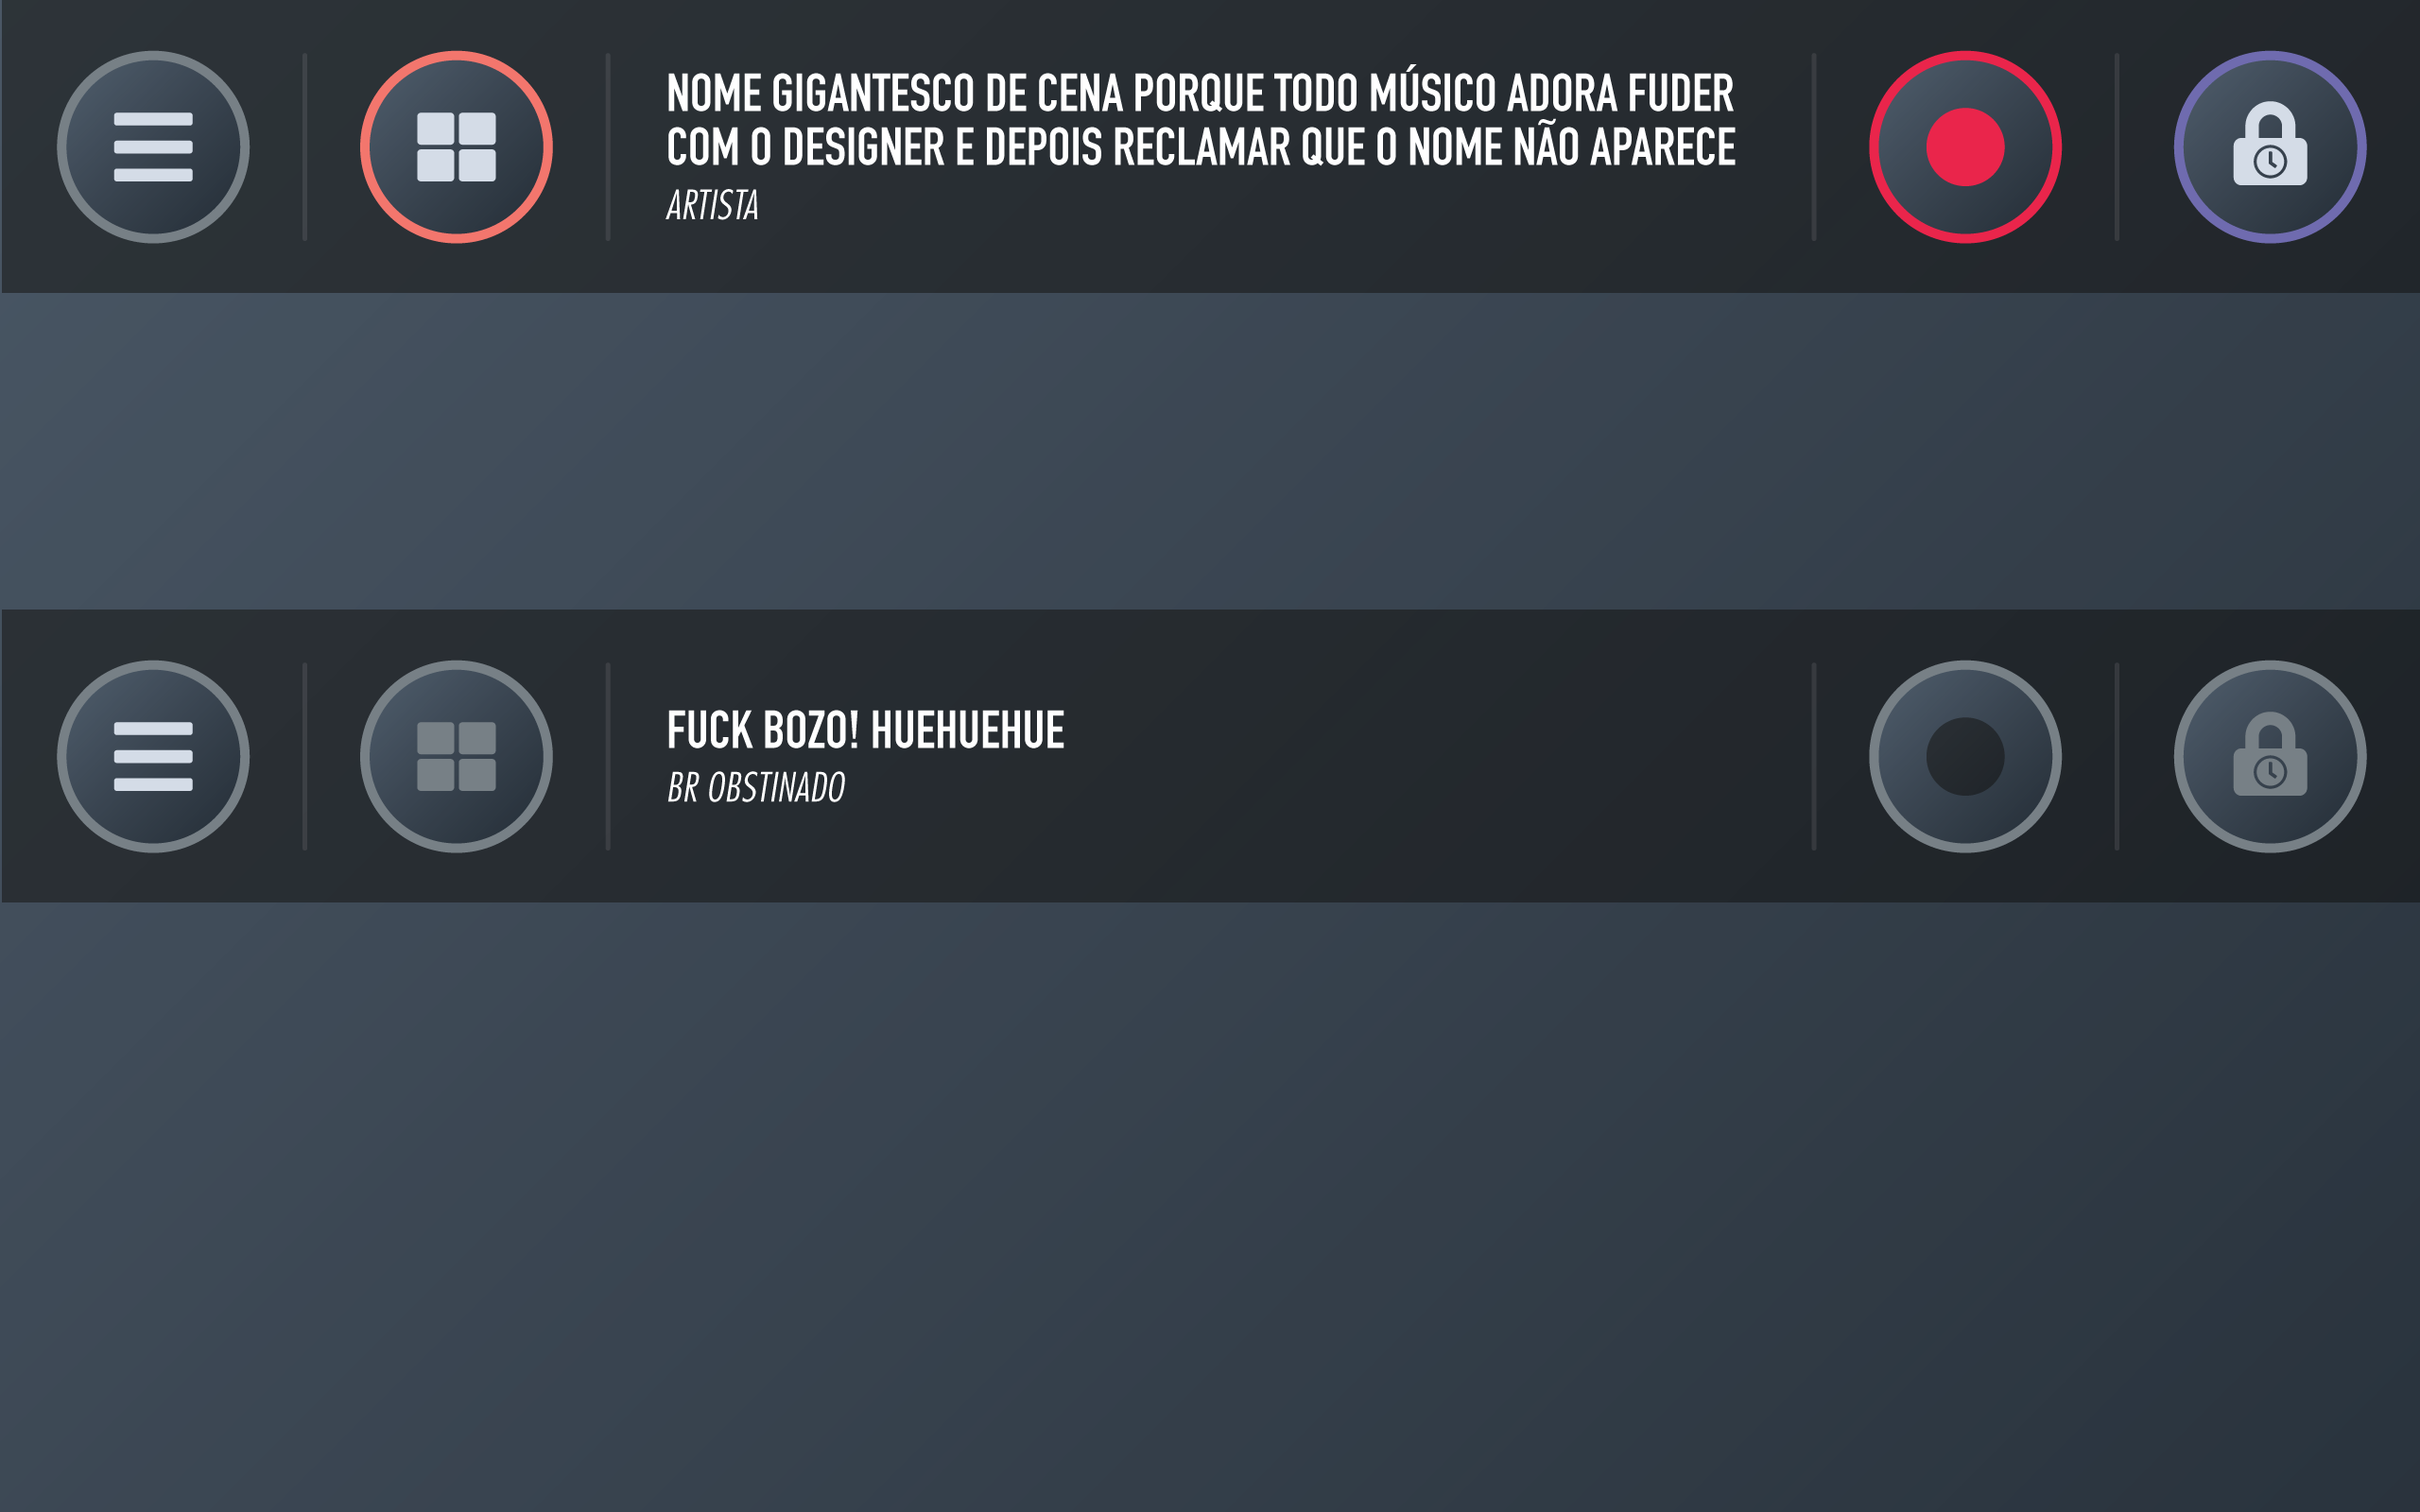 NOME GIGANTESCO DE CENA PORQUE TODO MÚSICO ADORA FUDER
COM O DESIGNER E DEPOIS RECLAMAR QUE O NOME NÃO APARECE
ARTISTA
FUCK BOZO! HUEHUEHUE
BR OBSTINADO